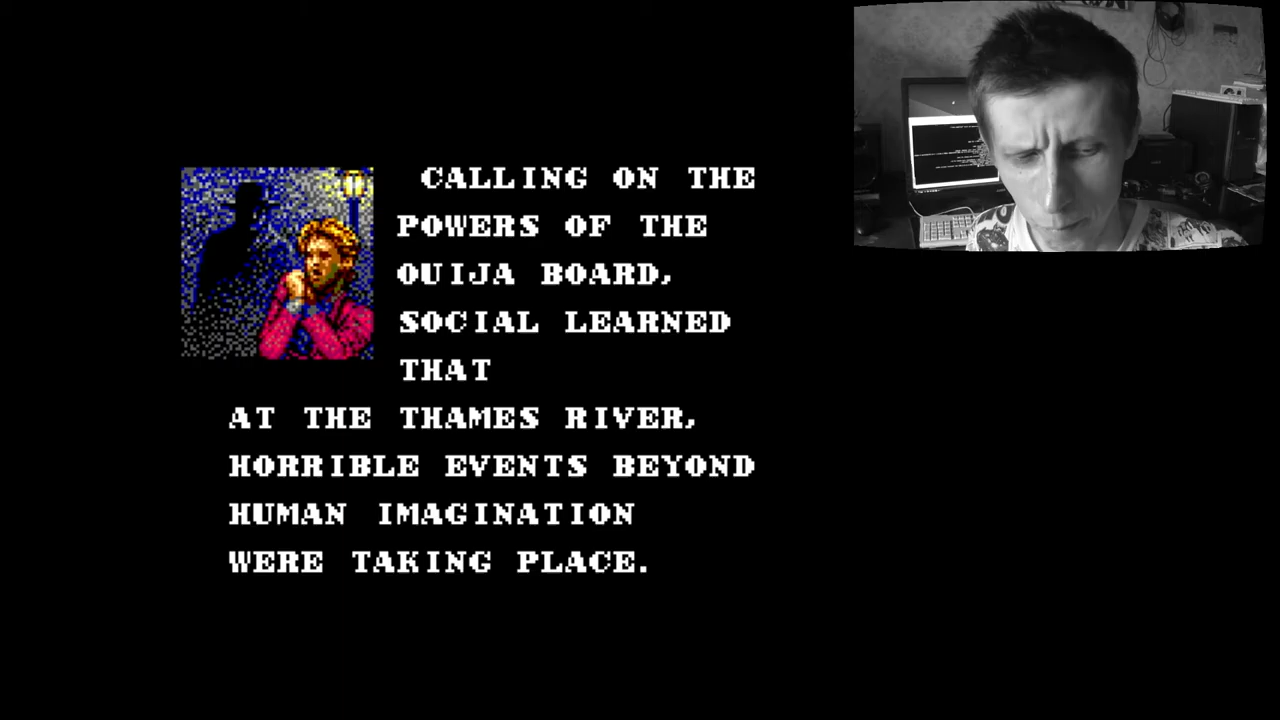 CALLING ON THE
POWERS OF THE
OUIJA BOARD,
SOCIAL LEARNED
THAT
AT THE THAMES RIVER,
HORRIBLE EVENTS BEYOND
HUMAN IMAGINATION
WERE TAKING PLACE.